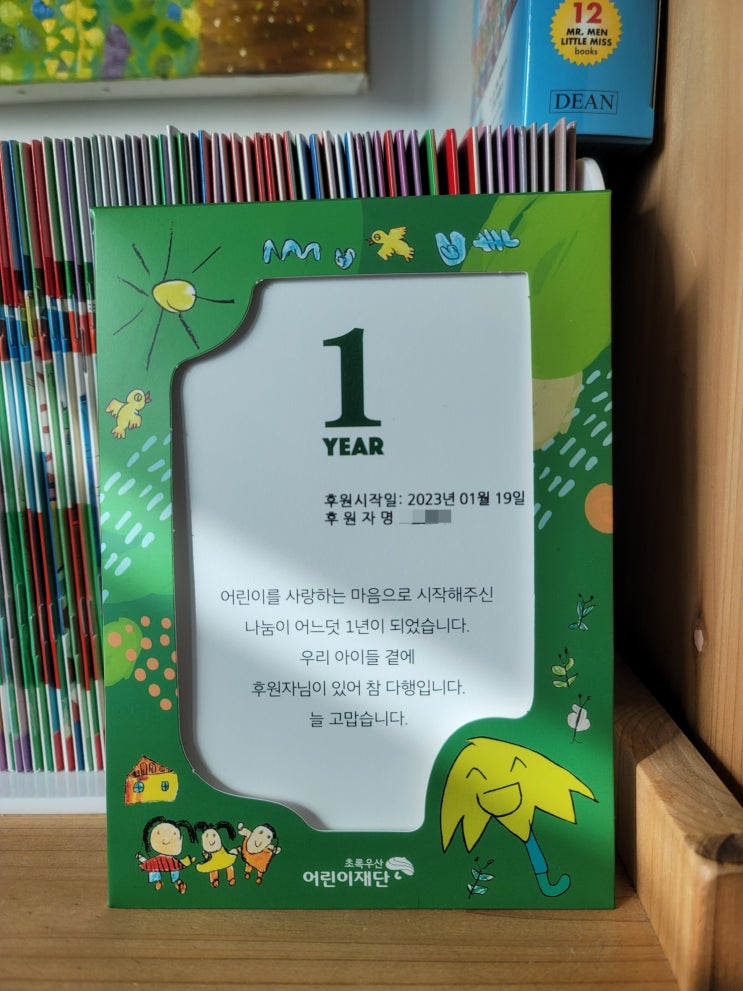 12
MR. MEN
LITTLE MISS
books
DEAN
1
YEAR
후원시작일: 2023년 01월 19일
후 원 자 명
어린이를 사랑하는 마음으로 시작해주신
나눔이 어느덧 1년이 되었습니다.
우리 아이들 곁에
후원자님이 있어 참 다행입니다.
늘 고맙습니다.
초록우산
어린이재단